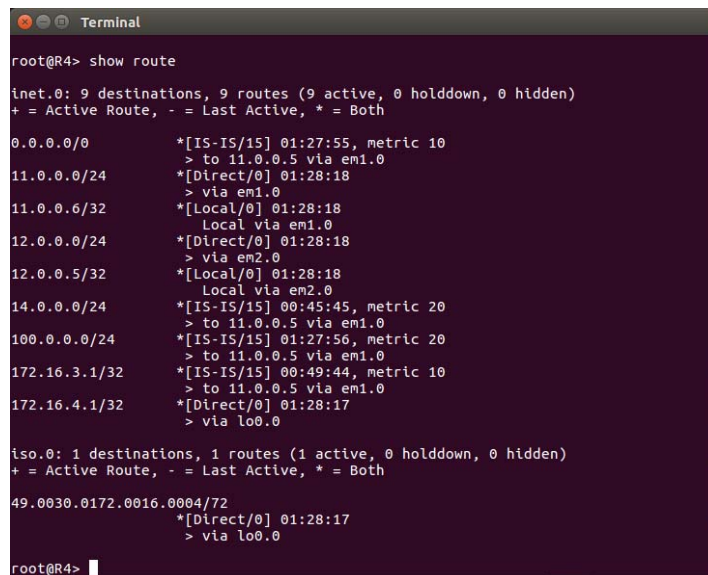 Terminal
root@R4> show route
inet.0: 9 destinations, 9 routes (9 active, 0 holddown, 0 hidden)
+ = Active Route, - = Last Active, * = Both
0.0.0.0/0          *[IS-IS/15] 01:27:55, metric 10
                    > to 11.0.0.5 via em1.0
11.0.0.0/24        *[Direct/0] 01:28:18
                    > via em1.0
11.0.0.6/32        *[Local/0] 01:28:18
                      Local via em1.0
12.0.0.0/24        *[Direct/0] 01:28:18
                    > via em2.0
12.0.0.5/32        *[Local/0] 01:28:18
                      Local via em2.0
14.0.0.0/24        *[IS-IS/15] 00:45:45, metric 20
                    > to 11.0.0.5 via em1.0
100.0.0.0/24       *[IS-IS/15] 01:27:56, metric 20
                    > to 11.0.0.5 via em1.0
172.16.3.1/32      *[IS-IS/15] 00:49:44, metric 10
                    > to 11.0.0.5 via em1.0
172.16.4.1/32      *[Direct/0] 01:28:17
                    > via lo0.0
iso.0: 1 destinations, 1 routes (1 active, 0 holddown, 0 hidden)
+ = Active Route, - = Last Active, * = Both
49.0030.0172.0016.0004/72
                   *[Direct/0] 01:28:17
                    > via lo0.0
root@R4>